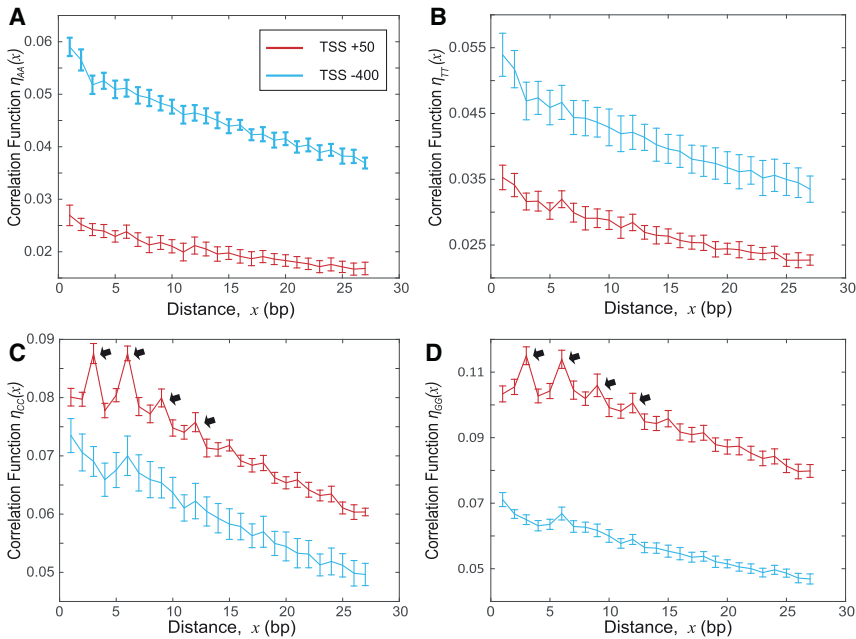 A
Correlation Function ηAA(x)
0.06
0.05
0.04
0.03
0.02
TSS +50
TSS -400
0 5 10 15 20 25 30
Distance, x (bp)
B
Correlation Function ηTT(x)
0.055
0.045
0.035
0.025
0 5 10 15 20 25 30
Distance, x (bp)
C
Correlation Function ηCC(x)
0.09
0.08
0.07
0.06
0.05
0 5 10 15 20 25 30
Distance, x (bp)
D
Correlation Function ηGG(x)
0.11
0.09
0.07
0.05
0 5 10 15 20 25 30
Distance, x (bp)